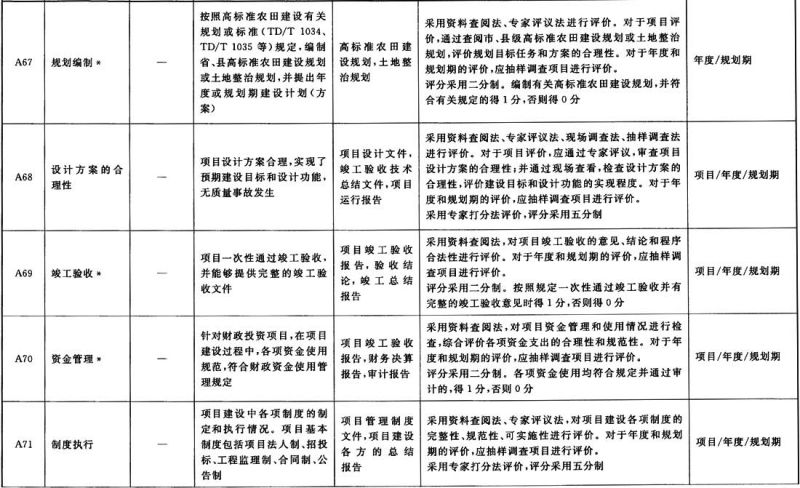 A67
规划编制*
—
按照高标准农田建设有关
规划或标准(TD/T 1034、
TD/T 1035 等)规定,编制
省、县高标准农田建设规划
或土地整治规划,并提出年
度或规划期建设计划(方
案)
高标准农田建
设规划,土地整
治规划
采用资料查阅法、专家评议法进行评价。对于项目评
价,通过查阅市、县级高标准农田建设规划或土地整治
规划,评价规划目标任务和方案的合理性。对于年度和
规划期的评价,应抽样调查项目进行评价。
评分采用二分制。编制有关高标准农田建设规划,并符
合有关规定的得 1 分,否则得 0 分
年度/规划期
A68
设计方案的合
理性
—
项目设计方案合理,实现了
预期建设目标和设计功能,
无质量事故发生
项目设计文件,
竣工验收技术
总结文件,项目
运行报告
采用资料查阅法、专家评议法、现场调查法、抽样调查法
进行评价。对于项目评价,应通过专家评议,审查项目
设计方案的合理性;并通过现场查看,检查设计方案的
合理性,评价建设目标和设计功能的实现程度。对于年
度和规划期的评价,应抽样调查项目进行评价。
采用专家打分法评价,评分采用五分制
项目/年度/规划期
A69
竣工验收*
—
项目一次性通过竣工验收,
并能够提供完整的竣工验
收文件
项目竣工验收
报告,验收结
论,竣工总结
报告
采用资料查阅法,对项目竣工验收的意见、结论和程序
合法性进行评价。对于年度和规划期的评价,应抽样调
查项目进行评价。
评分采用二分制。按照规定一次性通过竣工验收并有
完整的竣工验收意见时得 1 分,否则得 0 分
项目/年度/规划期
A70
资金管理*
—
针对财政投资项目,在项目
建设过程中,各项资金使用
规范,符合财政资金使用管
理规定
项目竣工验收
报告,财务决算
报告,审计报告
采用资料查阅法,对项目资金管理和使用情况进行检
查,综合评价各项资金支出的合理性和规范性。对于年
度和规划期的评价,应抽样调查项目进行评价。
评分采用二分制。各项资金使用均符合规定并通过审
计的,得 1 分,否则 0 分
项目/年度/规划期
A71
制度执行
—
项目建设中各项制度的制
定和执行情况。项目基本
制度包括项目法人制、招投
标、工程监理制、合同制、公
告制
项目管理制度
文件,项目建设
各方的总结
报告
采用资料查阅法、专家评议法,对项目建设各项制度的
完整性、规范性、可实施性进行评价。对于年度和规划
期的评价,应抽样调查项目进行评价。
采用专家打分法评价,评分采用五分制
项目/年度/规划期